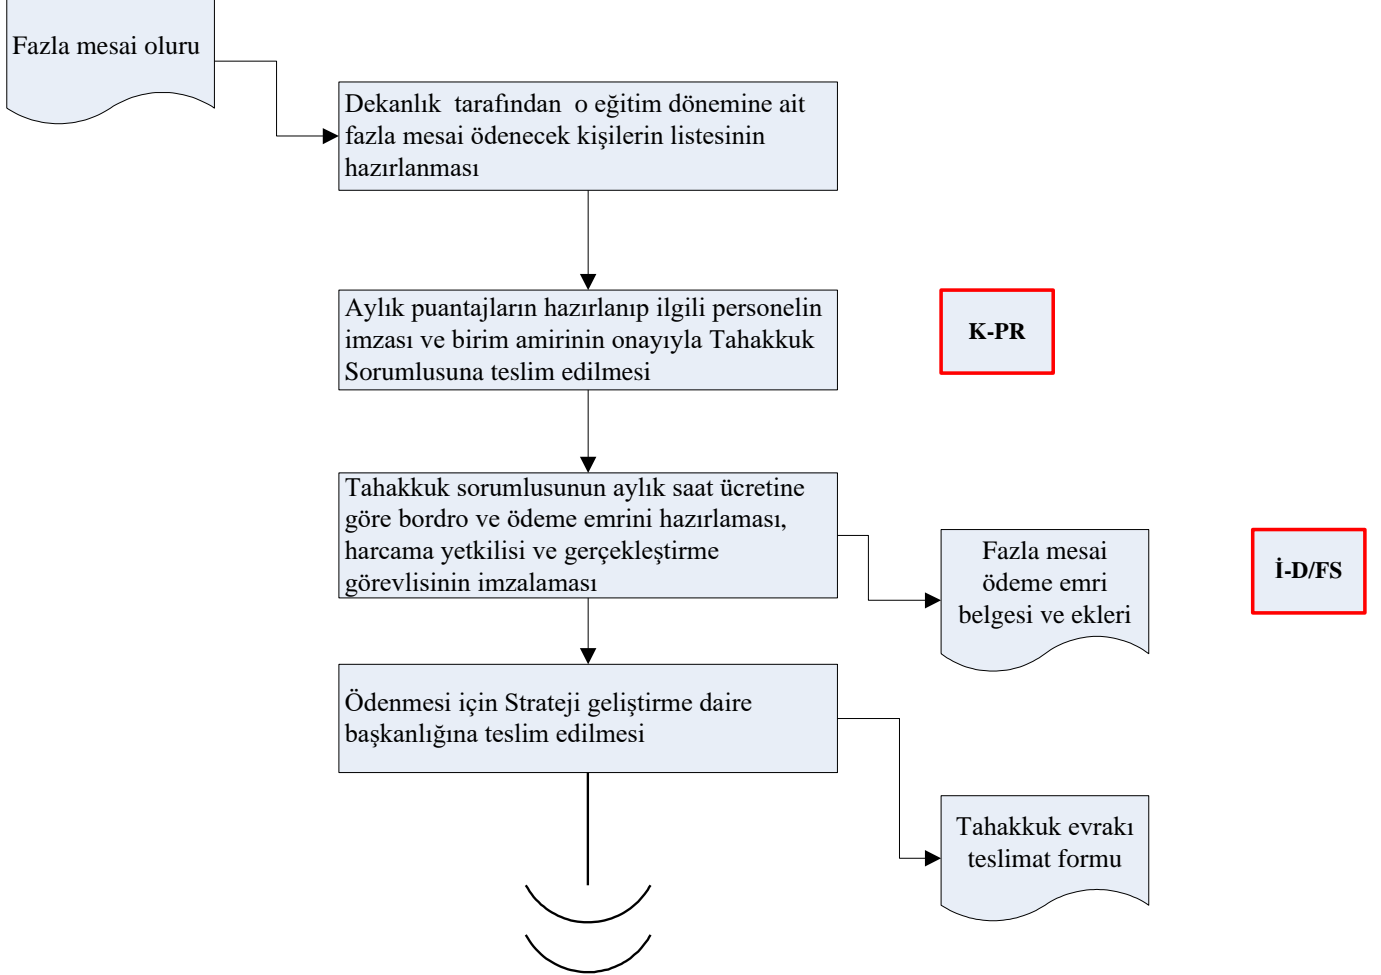 Fazla mesai oluru
Dekanlık tarafından o eğitim dönemine ait
fazla mesai ödenecek kişilerin listesinin
hazırlanması
Aylık puantajların hazırlanıp ilgili personelin
imzası ve birim amirinin onayıyla Tahakkuk
Sorumlusuna teslim edilmesi
K-PR
Tahakkuk sorumlusunun aylık saat ücretine
göre bordro ve ödeme emrini hazırlaması,
harcama yetkilisi ve gerçekleştirme
görevlisinin imzalaması
Fazla mesai
ödeme emri
belgesi ve ekleri
İ-D/FS
Ödenmesi için Strateji geliştirme daire
başkanlığına teslim edilmesi
Tahakkuk evrakı
teslimat formu